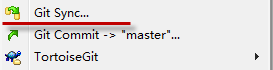 Git Sync...
Git Commit -> "master"...
TortoiseGit